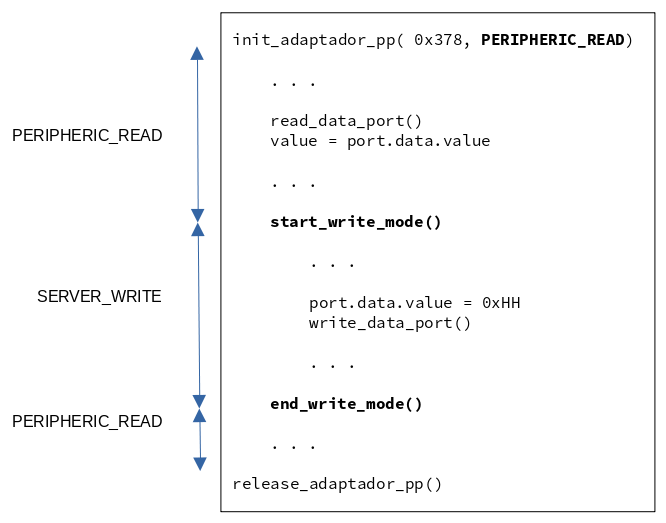 init_adaptador_pp( 0x378, PERIPHERIC_READ)
. . .
read_data_port()
PERIPHERIC_READ
value = port.data.value
. . .
start_write_mode()
. . .
SERVER_WRITE
port.data.value = 0xHH
write_data_port()
. . .
end_write_mode()
PERIPHERIC_READ
. . .
release_adaptador_pp()